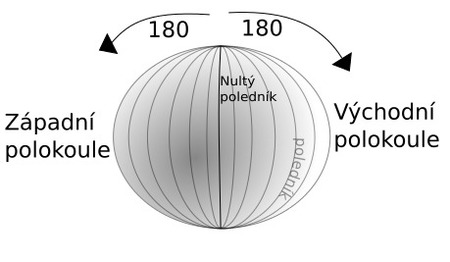 180
180
Nultý
poledník
Západní
polokoule
Východní
polokoule
poledník